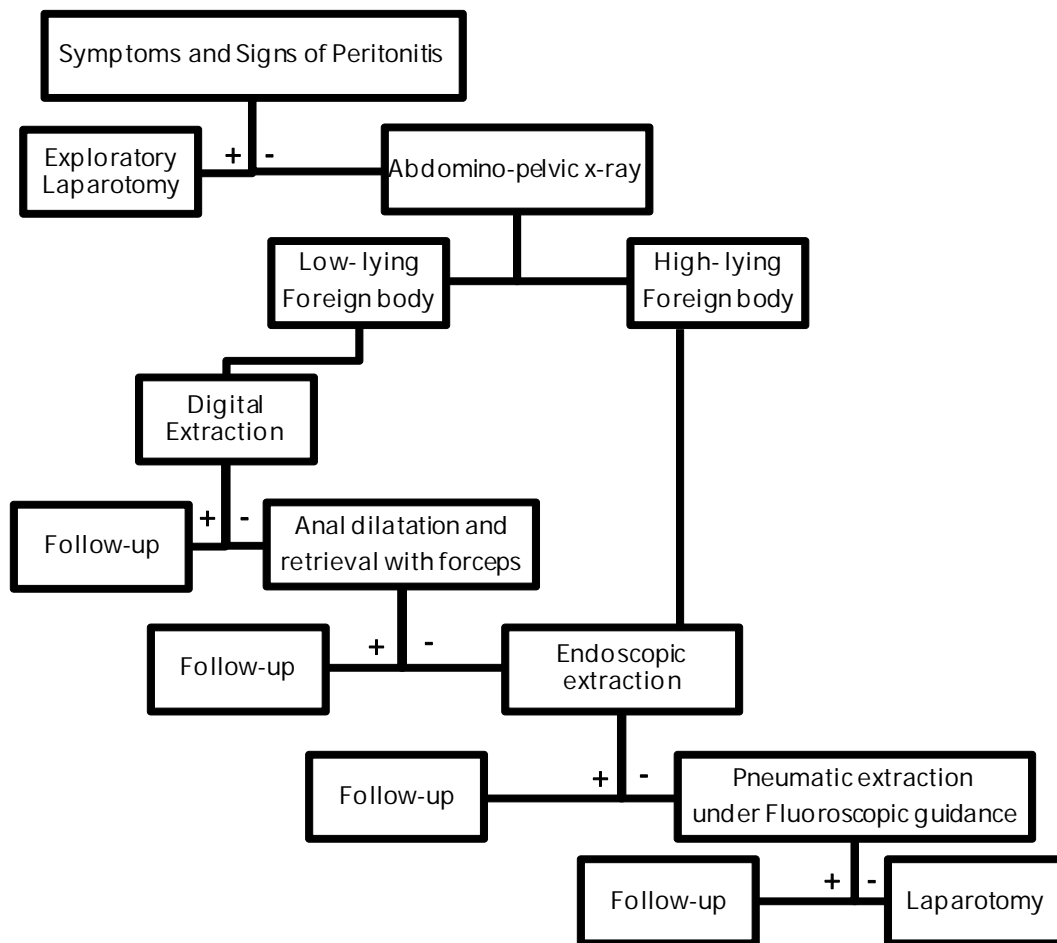 Symptoms and Signs of Peritonitis
+ -
Exploratory
Laparotomy
Abdomino-pelvic x-ray
Low-lying
Foreign body
High-lying
Foreign body
Digital
Extraction
+ -
Follow-up
Anal dilatation and
retrieval with forceps
+ -
Follow-up
Endoscopic
extraction
+ -
Follow-up
Pneumatic extraction
under Fluoroscopic guidance
+ -
Follow-up
Laparotomy